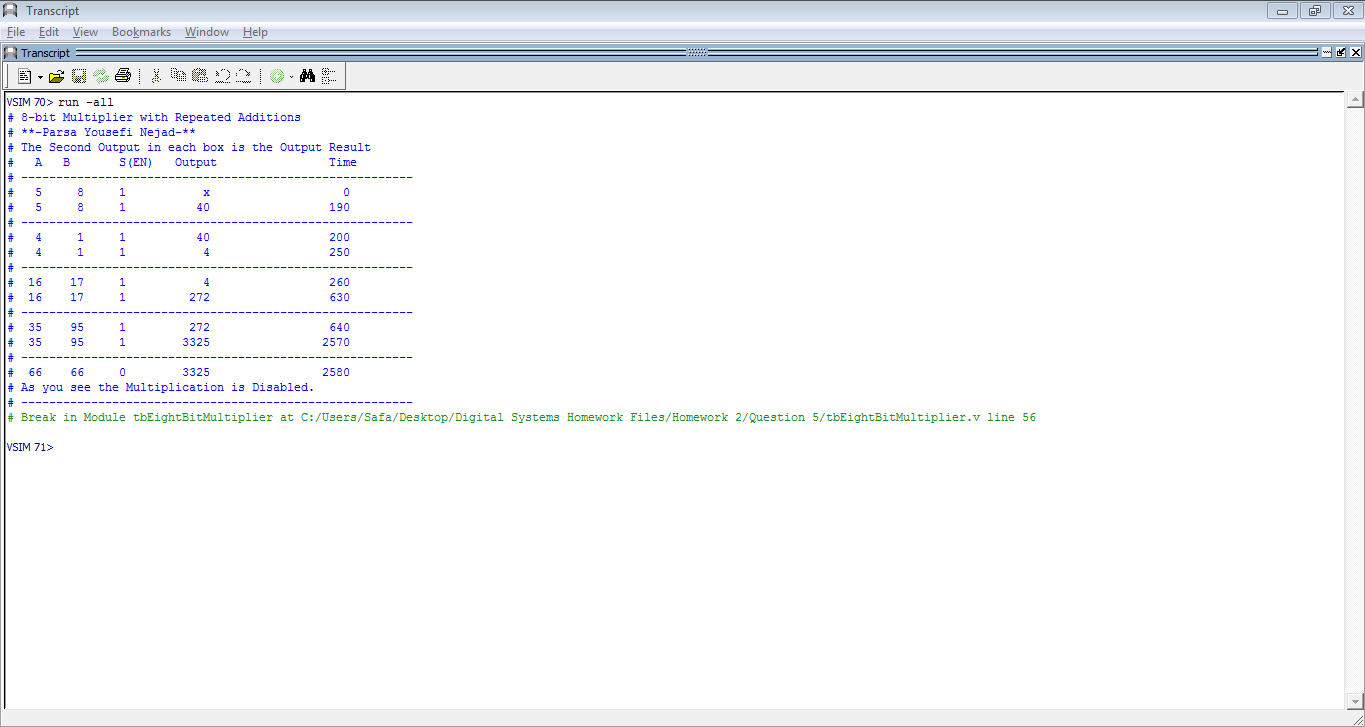 Transcript
File Edit View Bookmarks Window Help
Transcript
VSIM 70> run -all
# 8-bit Multiplier with Repeated Additions
# **-Parsa Yousefi Nejad-**
# The Second Output in each box is the Output Result
#   A   B       S(EN)   Output                Time
# --------------------------------------------------------
#   5     8     1           x                   0
#   5     8     1          40                 190
# --------------------------------------------------------
#   4     1     1          40                 200
#   4     1     1           4                 250
# --------------------------------------------------------
#  16    17     1           4                 260
#  16    17     1         272                 630
# --------------------------------------------------------
#  35    95     1         272                 640
#  35    95     1        3325                2570
# --------------------------------------------------------
#  66    66     0        3325                2580
# As you see the Multiplication is Disabled.
# --------------------------------------------------------
# Break in Module tbEightBitMultiplier at C:/Users/Safa/Desktop/Digital Systems Homework Files/Homework 2/Question 5/tbEightBitMultiplier.v line 56
VSIM 71>